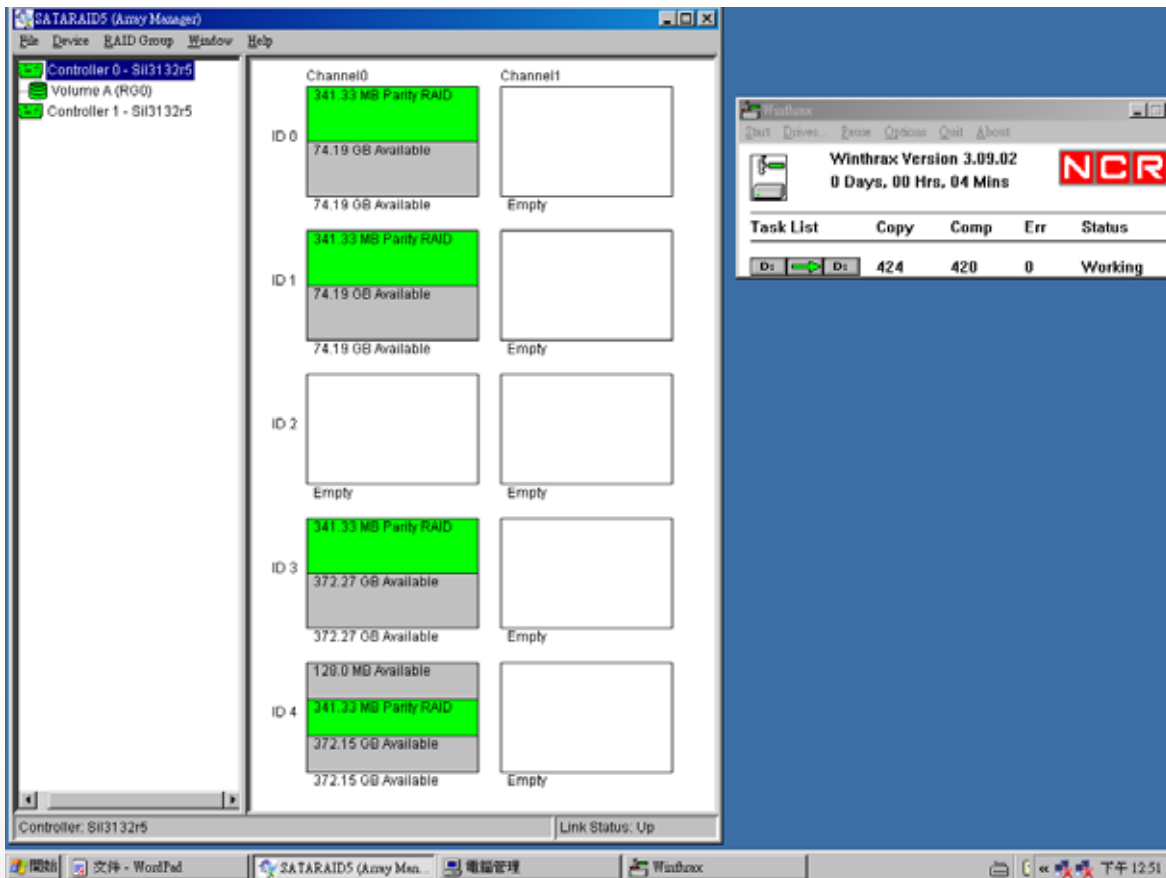 SATARAID5 (Array Manager)
File Device RAID Group Window Help
Controller 0 - SiI3132r5
Volume A (RG0)
Controller 1 - SiI3132r5
Channel0 Channel1
ID 0
341.33 MB Parity RAID
74.19 GB Available
74.19 GB Available Empty
ID 1
341.33 MB Parity RAID
74.19 GB Available
74.19 GB Available Empty
ID 2
Empty Empty
ID 3
341.33 MB Parity RAID
372.27 GB Available
372.27 GB Available Empty
ID 4
128.0 MB Available
341.33 MB Parity RAID
372.15 GB Available
372.15 GB Available Empty
Controller: SiI3132r5 Link Status: Up
Winthrax
Start Drives... Pause Options Quit About
Winthrax Version 3.09.02
0 Days, 00 Hrs, 04 Mins
NCR
Task List Copy Comp Err Status
D: D: 424 420 0 Working
開始 文件 - WordPad SATARAID5 (Array Man... 電腦管理 Winthrax « 下午 12:51